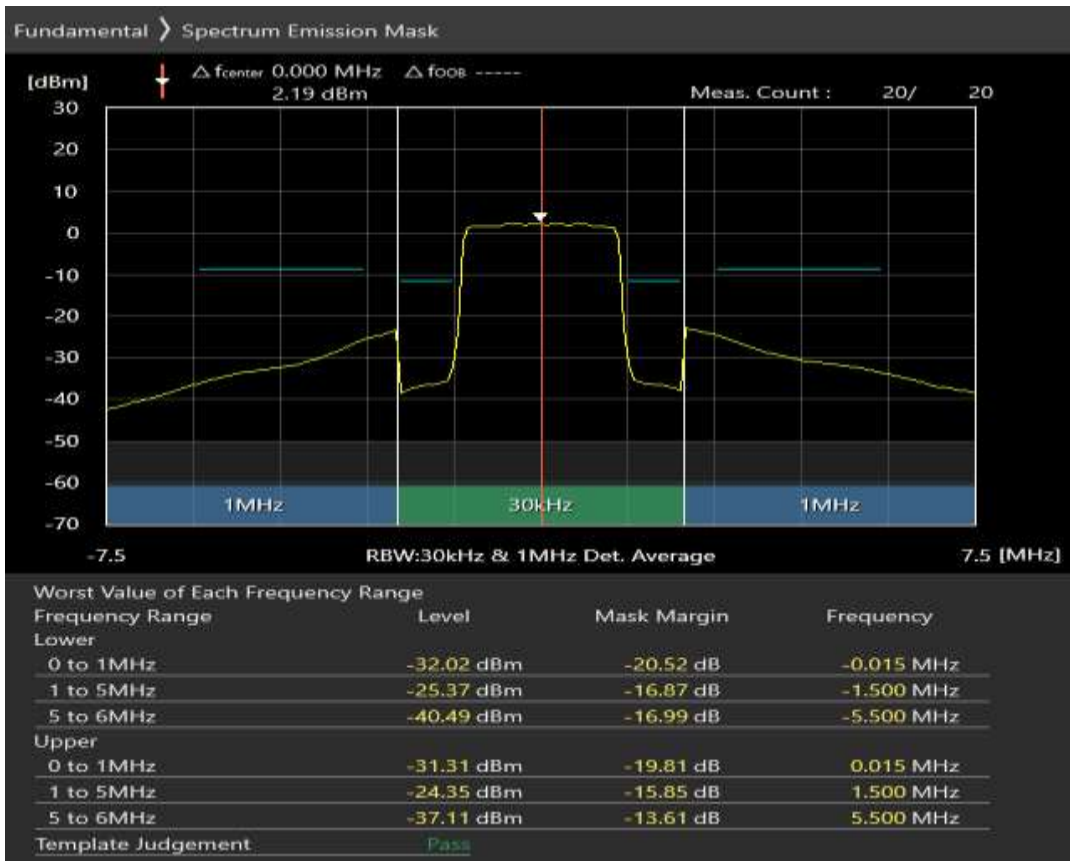 Fundamental 〉 Spectrum Emission Mask
[dBm] △ fcenter 0.000 MHz △ fOOB -----
2.19 dBm Meas. Count : 20/ 20
30
20
10
0
-10
-20
-30
-40
-50
-60
1MHz 30kHz 1MHz
-70
-7.5 RBW:30kHz & 1MHz Det. Average 7.5 [MHz]
Worst Value of Each Frequency Range
Frequency Range Level Mask Margin Frequency
Lower
0 to 1MHz -32.02 dBm -20.52 dB -0.015 MHz
1 to 5MHz -25.37 dBm -16.87 dB -1.500 MHz
5 to 6MHz -40.49 dBm -16.99 dB -5.500 MHz
Upper
0 to 1MHz -31.31 dBm -19.81 dB 0.015 MHz
1 to 5MHz -24.35 dBm -15.85 dB 1.500 MHz
5 to 6MHz -37.11 dBm -13.61 dB 5.500 MHz
Template Judgement Pass